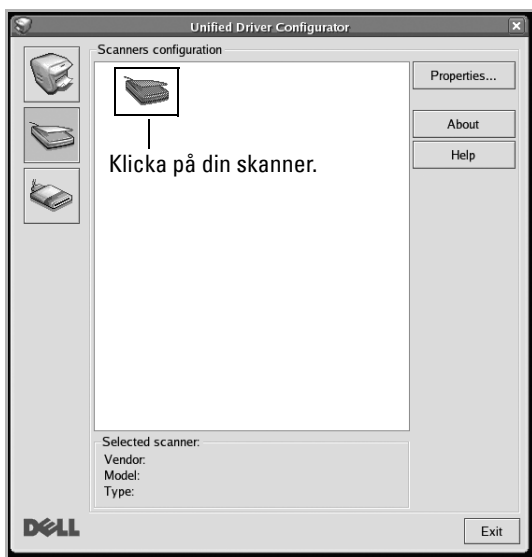 Unified Driver Configurator
Scanners configuration
Properties...
About
Help
Klicka på din skanner.
Selected scanner:
Vendor:
Model:
Type:
DELL
Exit